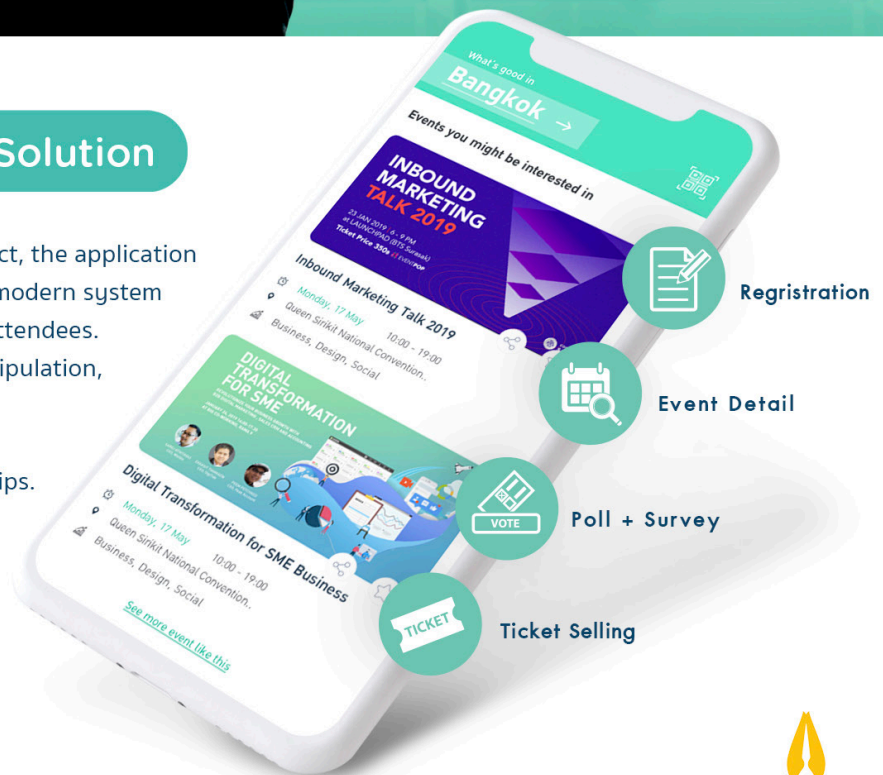 Solution
ct, the application
modern system
ttendees.
ipulation,
ips.
What's good in
Bangkok →
Events you might be interested in
INBOUND
MARKETING
TALK 2019
23 JAN 2019 : 6 - 9 PM
at LAUNCHPAD (BTS Surasak)
Ticket Price 350฿ EVENTPOP
Inbound Marketing Talk 2019
Monday, 17 May 10:00 - 19:00
Queen Sirikit National Convention..
Business, Design, Social
DIGITAL
TRANSFORMATION
FOR SME
Digital Transformation for SME Business
Monday, 17 May 10:00 - 19:00
Queen Sirikit National Convention..
Business, Design, Social
See more event like this
Regristration
Event Detail
VOTE
Poll + Survey
TICKET
Ticket Selling